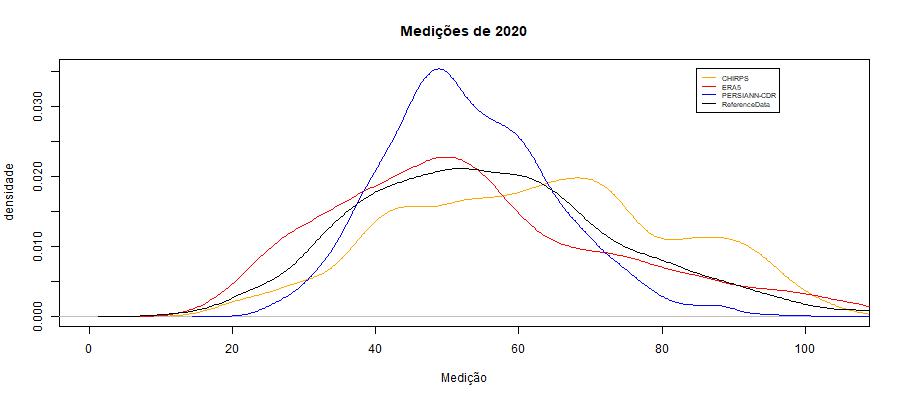 Medições de 2020
densidade
0.030
0.020
0.010
0.000
CHIRPS
ERA5
PERSIANN-CDR
ReferenceData
0 20 40 60 80 100
Medição